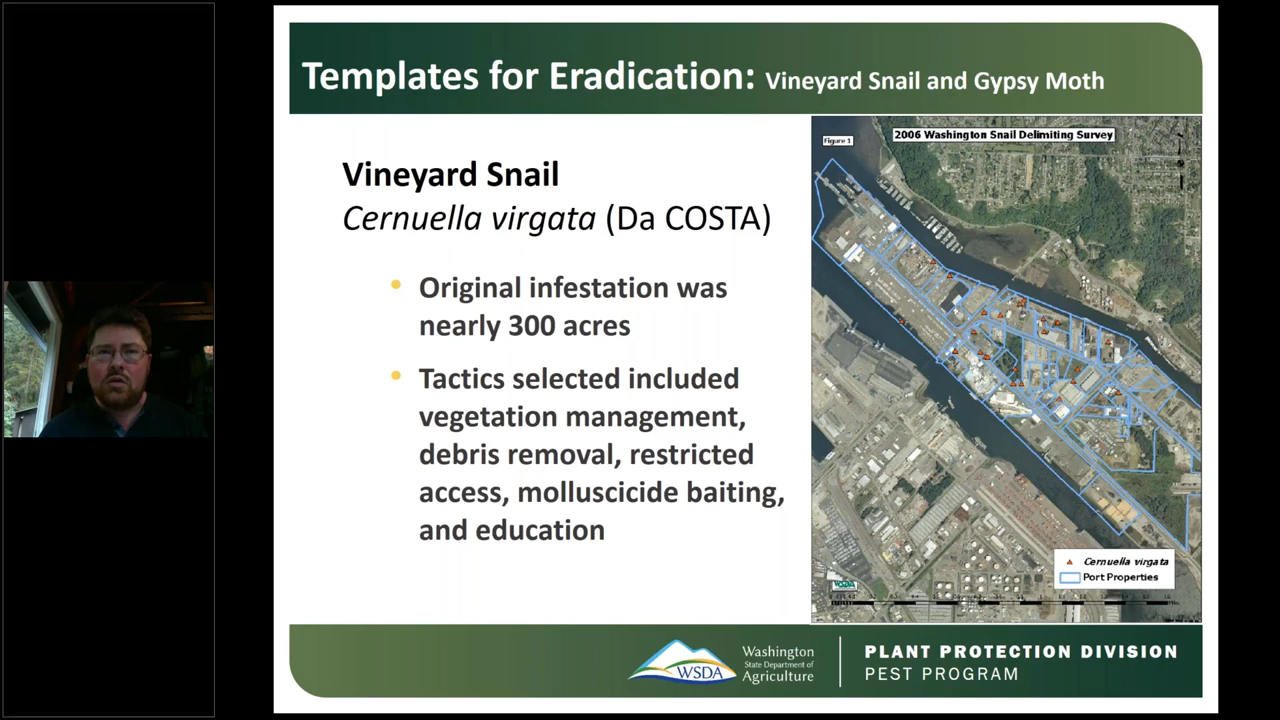 Templates for Eradication: Vineyard Snail and Gypsy Moth
Vineyard Snail
Cernuella virgata (Da COSTA)
• Original infestation was
nearly 300 acres
• Tactics selected included
vegetation management,
debris removal, restricted
access, molluscicide baiting,
and education
Figure 1
2006 Washington Snail Delimiting Survey
Cernuella virgata
Port Properties
WSDA
Washington
State Department of
Agriculture
PLANT PROTECTION DIVISION
PEST PROGRAM